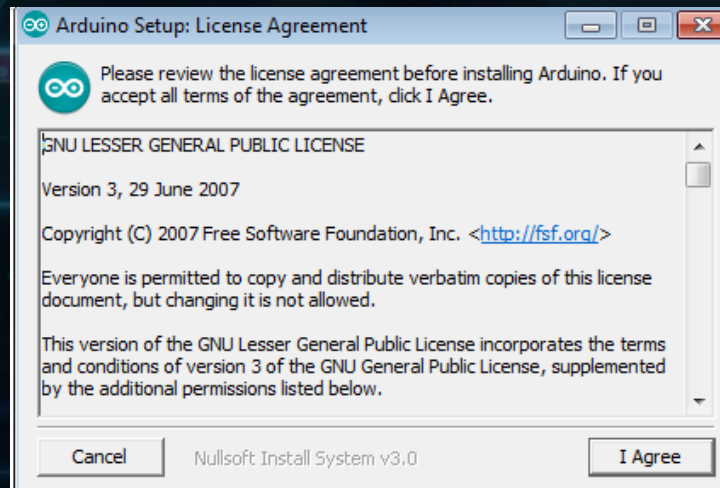 Arduino Setup: License Agreement
Please review the license agreement before installing Arduino. If you
accept all terms of the agreement, click I Agree.
GNU LESSER GENERAL PUBLIC LICENSE
Version 3, 29 June 2007
Copyright (C) 2007 Free Software Foundation, Inc. <http://fsf.org/>
Everyone is permitted to copy and distribute verbatim copies of this license
document, but changing it is not allowed.
This version of the GNU Lesser General Public License incorporates the terms
and conditions of version 3 of the GNU General Public License, supplemented
by the additional permissions listed below.
Cancel
Nullsoft Install System v3.0
I Agree